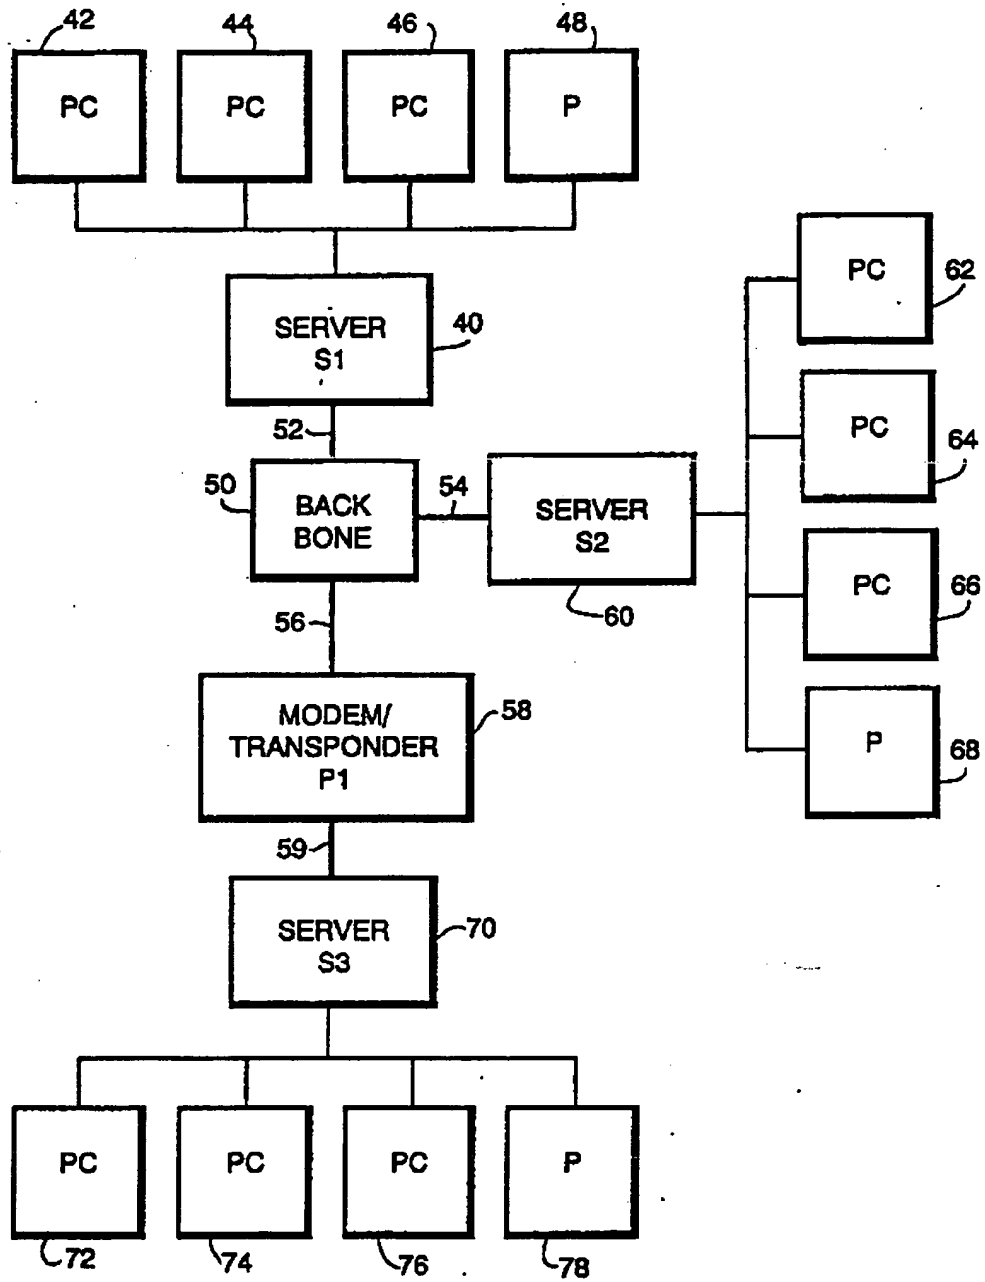 42
44
46
48
PC
PC
PC
P
PC
62
SERVER
S1
40
PC
64
52
50
BACK
BONE
54
SERVER
S2
60
PC
66
56
MODEM/
TRANSPONDER
P1
58
P
68
59
SERVER
S3
70
PC
PC
PC
P
72
74
76
78